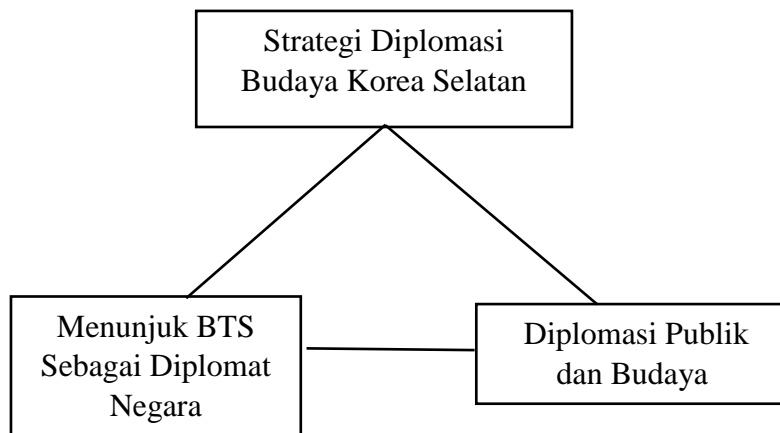 Strategi Diplomasi
Budaya Korea Selatan
Menunjuk BTS
Sebagai Diplomat
Negara
Diplomasi Publik
dan Budaya